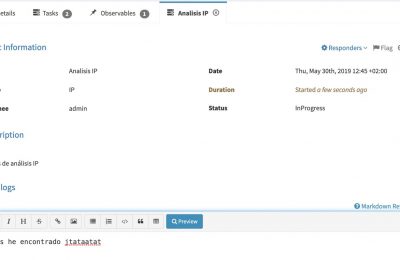 etails Tasks 2 Observables 1 Analisis IP
Information
Responders Flag
Analisis IP Date Thu, May 30th, 2019 12:45 +02:00
IP Duration Started a few seconds ago
nee admin Status InProgress
ription
s de análisis IP
logs
Markdown Re
I H S Preview
s he encontrado jtataatat